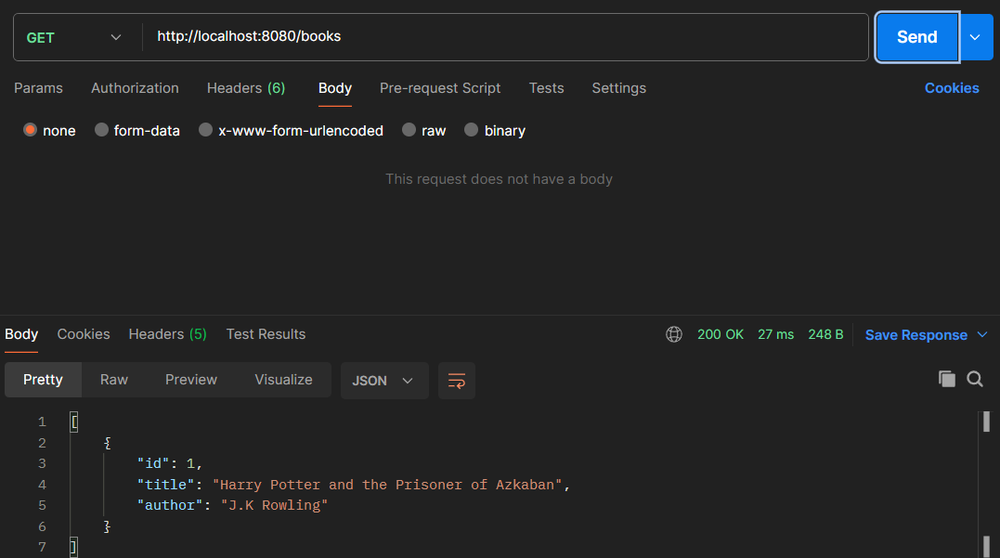 GET http://localhost:8080/books Send
Params Authorization Headers (6) Body Pre-request Script Tests Settings Cookies
none form-data x-www-form-urlencoded raw binary
This request does not have a body
Body Cookies Headers (5) Test Results 200 OK 27 ms 248 B Save Response
Pretty Raw Preview Visualize JSON
1 [
2 {
3 "id": 1,
4 "title": "Harry Potter and the Prisoner of Azkaban",
5 "author": "J.K Rowling"
6 }
7 ]